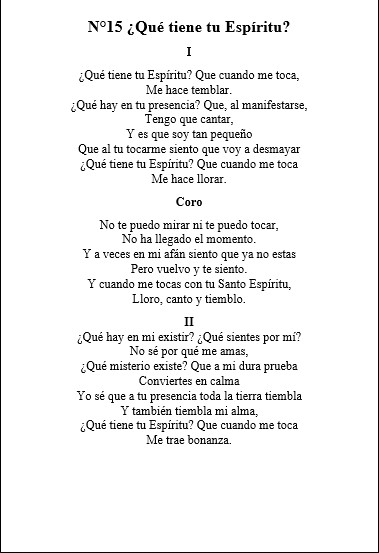 N°15 ¿Qué tiene tu Espíritu?
I
¿Qué tiene tu Espíritu? Que cuando me toca,
Me hace temblar.
¿Qué hay en tu presencia? Que, al manifestarse,
Tengo que cantar,
Y es que soy tan pequeño
Que al tu tocarme siento que voy a desmayar
¿Qué tiene tu Espíritu? Que cuando me toca
Me hace llorar.
Coro
No te puedo mirar ni te puedo tocar,
No ha llegado el momento.
Y a veces en mi afán siento que ya no estas
Pero vuelvo y te siento.
Y cuando me tocas con tu Santo Espíritu,
Lloro, canto y tiemblo.
II
¿Qué hay en mi existir? ¿Qué sientes por mí?
No sé por qué me amas,
¿Qué misterio existe? Que a mi dura prueba
Conviertes en calma
Yo sé que a tu presencia toda la tierra tiembla
Y también tiembla mi alma,
¿Qué tiene tu Espíritu? Que cuando me toca
Me trae bonanza.